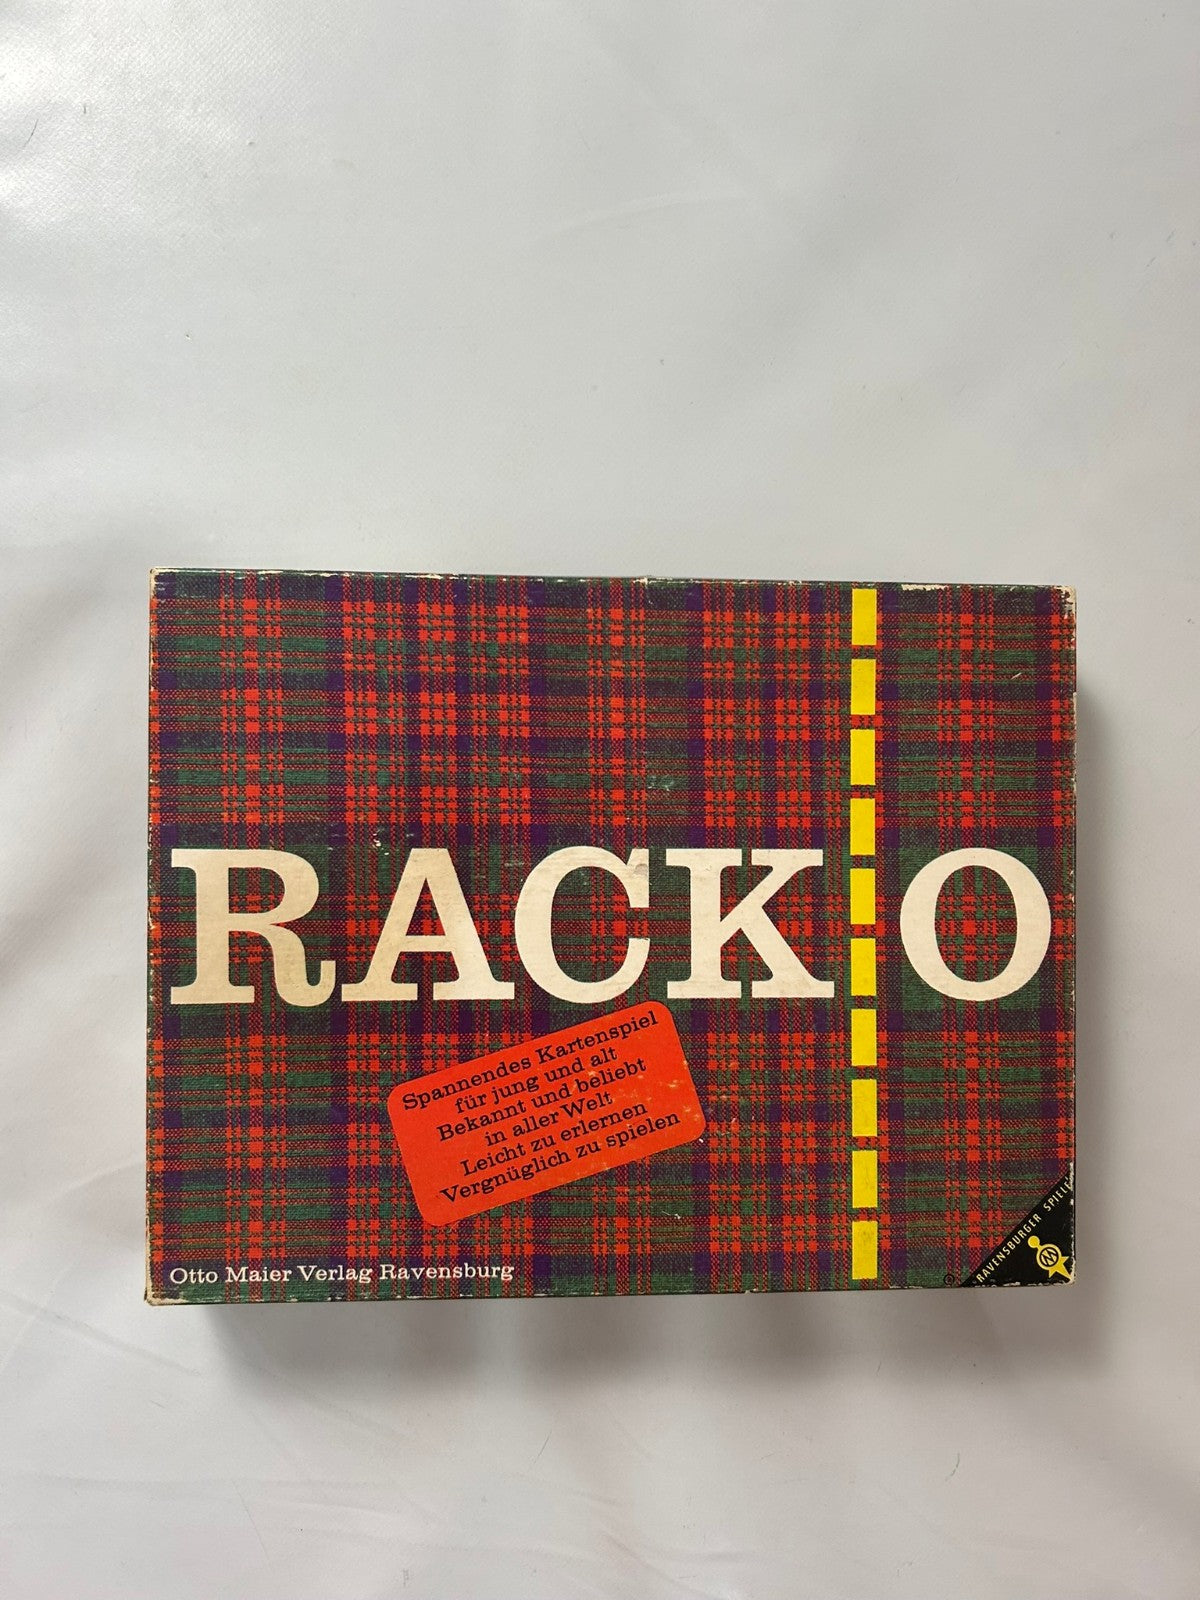 RACK O
Spannendes Kartenspiel
für jung und alt
Bekannt und beliebt
in aller Welt
Leicht zu erlernen
Vergnüglich zu spielen
Otto Maier Verlag Ravensburg
RAVENSBURGER SPIELE